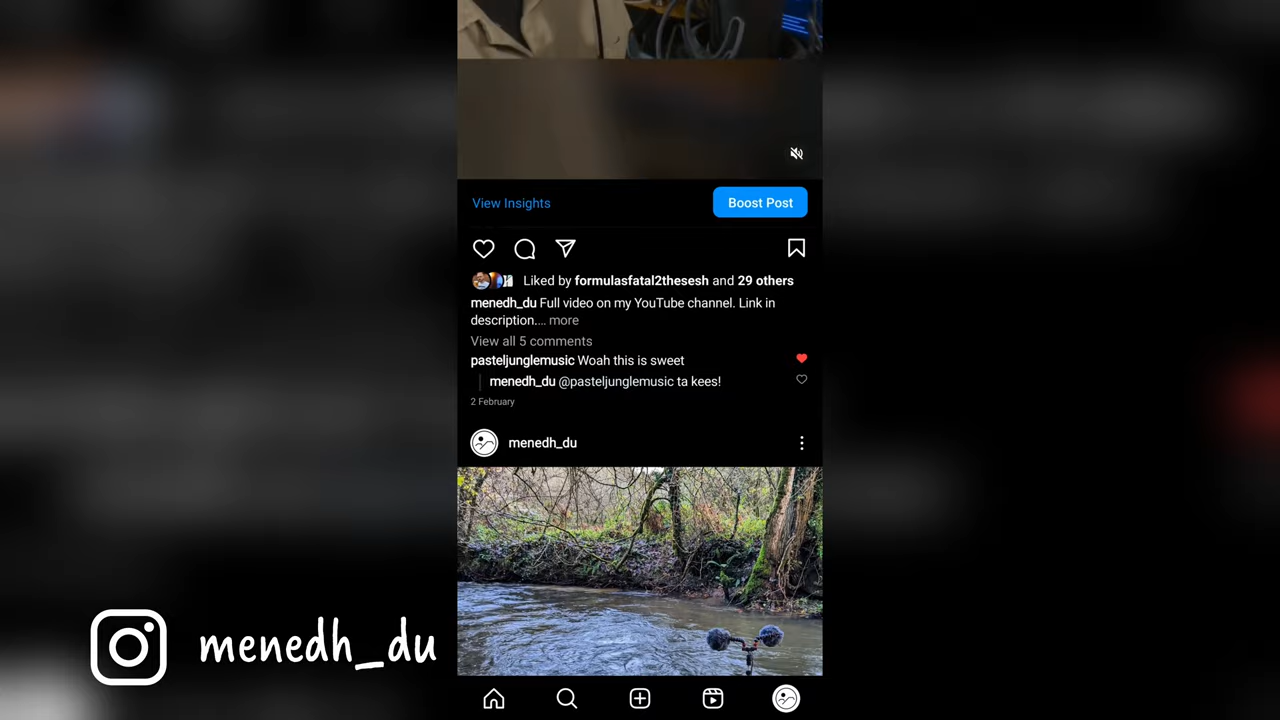 View Insights
Boost Post
Liked by formulasfatal2thesesh and 29 others
menedh_du Full video on my YouTube channel. Link in
description.... more
View all 5 comments
pasteljunglemusic Woah this is sweet
menedh_du @pasteljunglemusic ta kees!
2 February
menedh_du
menedh_du